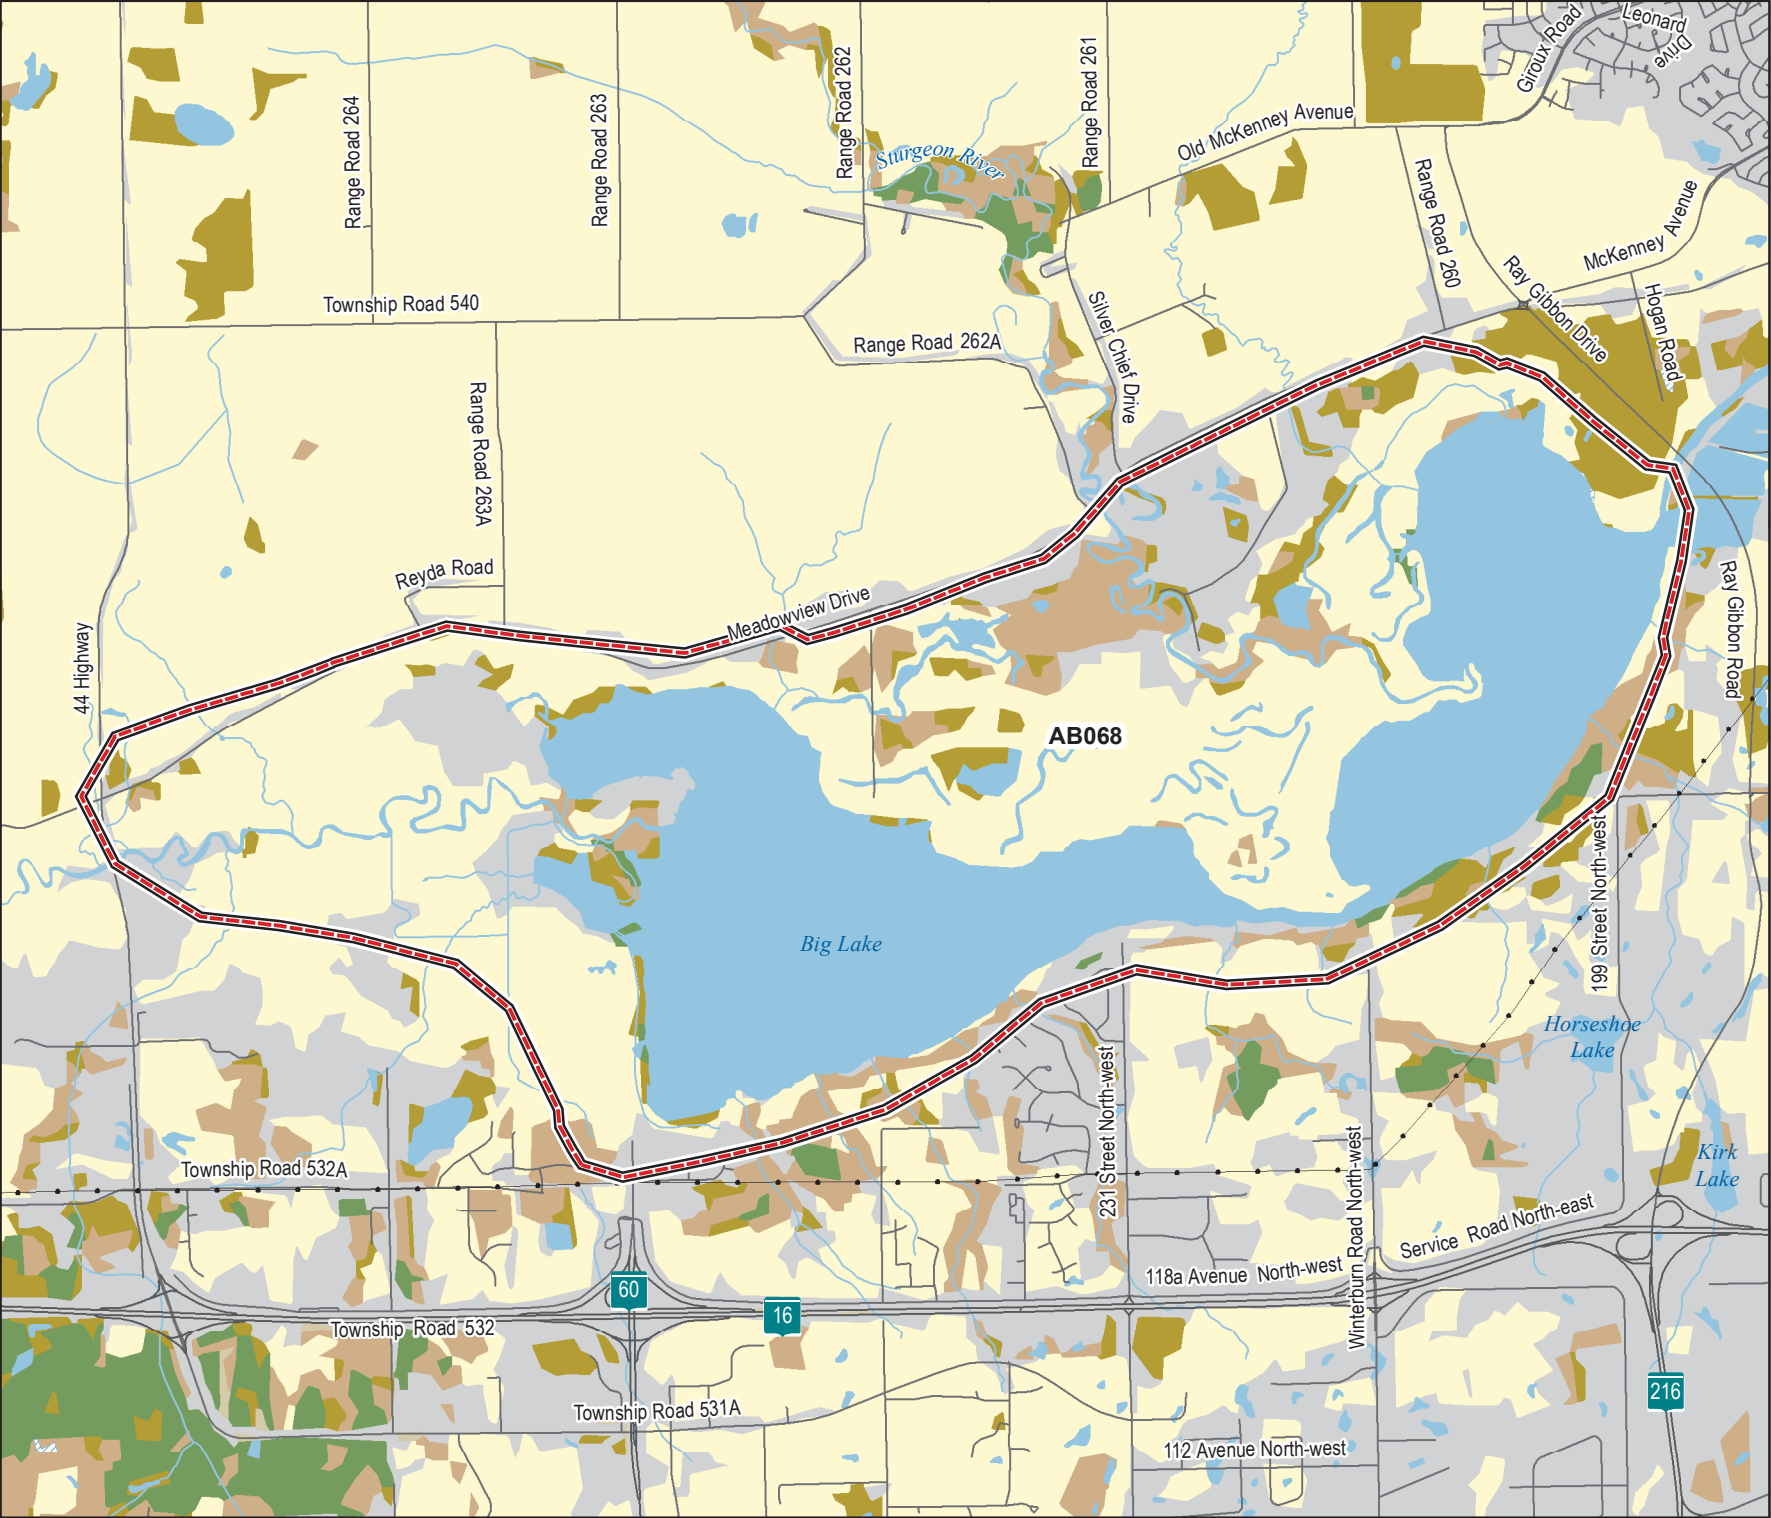 Leonard
Drive
Giroux Road
Range Road 264
Range Road 263
Range Road 262
Range Road 261
Old McKenney Avenue
Sturgeon River
Range Road 260
McKenney Avenue
Ray Gibbon Drive
Hogan Road
Township Road 540
Range Road 262A
Silver Chief Drive
Range Road 263A
Reyda Road
Meadowview Drive
44 Highway
Ray Gibbon Road
AB068
Big Lake
199 Street North-west
Horseshoe
Lake
Kirk
Lake
231 Street North-west
Winterburn Road North-west
Township Road 532A
Service Road North-east
118a Avenue North-west
60
16
Township Road 532
216
Township Road 531A
112 Avenue North-west